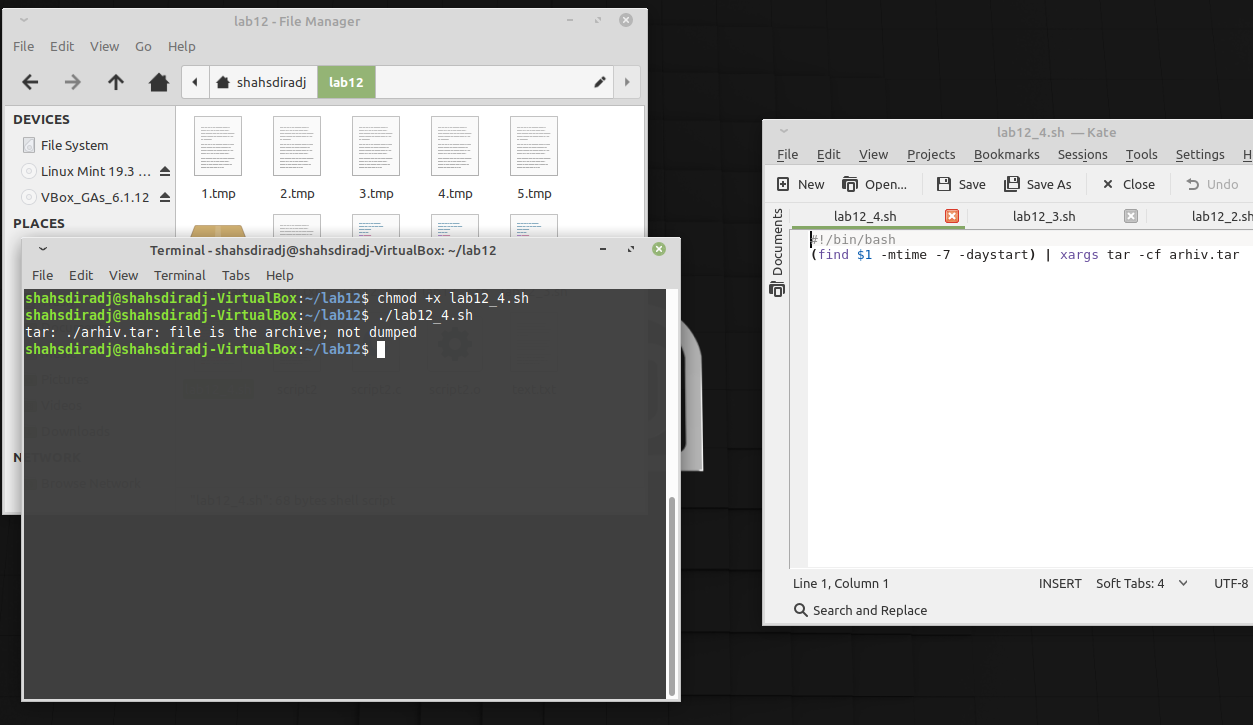 lab12 - File Manager
File Edit View Go Help
shahsdiradj lab12
DEVICES
File System
Linux Mint 19.3 ...
VBox_GAs_6.1.12
PLACES
1.tmp 2.tmp 3.tmp 4.tmp 5.tmp
Terminal - shahsdiradj@shahsdiradj-VirtualBox: ~/lab12
File Edit View Terminal Tabs Help
shahsdiradj@shahsdiradj-VirtualBox:~/lab12$ chmod +x lab12_4.sh
shahsdiradj@shahsdiradj-VirtualBox:~/lab12$ ./lab12_4.sh
tar: ./arhiv.tar: file is the archive; not dumped
shahsdiradj@shahsdiradj-VirtualBox:~/lab12$
Pictures
Videos
Downloads
NETWORK
Browse Network
lab12_4.sh — Kate
File Edit View Projects Bookmarks Sessions Tools Settings H
New Open... Save Save As Close Undo
lab12_4.sh lab12_3.sh lab12_2.sh
Documents
#!/bin/bash
(find $1 -mtime -7 -daystart) | xargs tar -cf arhiv.tar
Line 1, Column 1 INSERT Soft Tabs: 4 UTF-8
Search and Replace